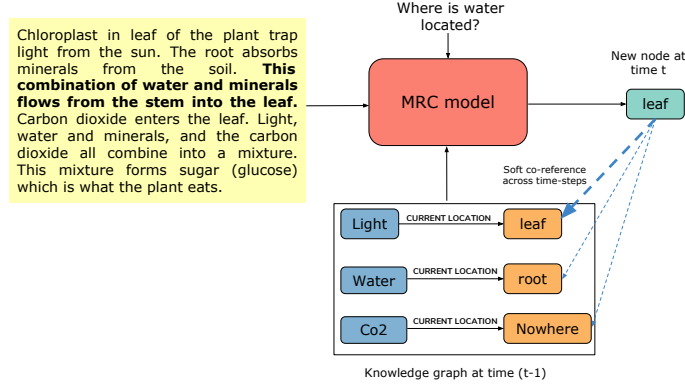 Where is water
located?
Chloroplast in leaf of the plant trap
light from the sun. The root absorbs
minerals from the soil. This
combination of water and minerals
flows from the stem into the leaf.
Carbon dioxide enters the leaf. Light,
water and minerals, and the carbon
dioxide all combine into a mixture.
This mixture forms sugar (glucose)
which is what the plant eats.
MRC model
New node at
time t
leaf
Soft co-reference
across time-steps
Light
CURRENT LOCATION
leaf
Water
CURRENT LOCATION
root
Co2
CURRENT LOCATION
Nowhere
Knowledge graph at time (t-1)